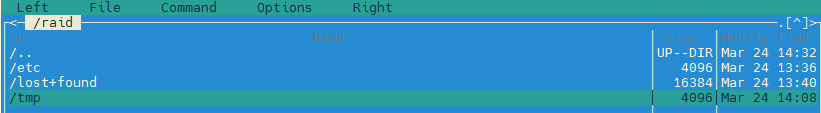 Left File Command Options Right
<─ /raid .[^]>
.n Name Size Modify time
/.. UP--DIR Mar 24 14:32
/etc 4096 Mar 24 13:36
/lost+found 16384 Mar 24 13:40
/tmp 4096 Mar 24 14:08